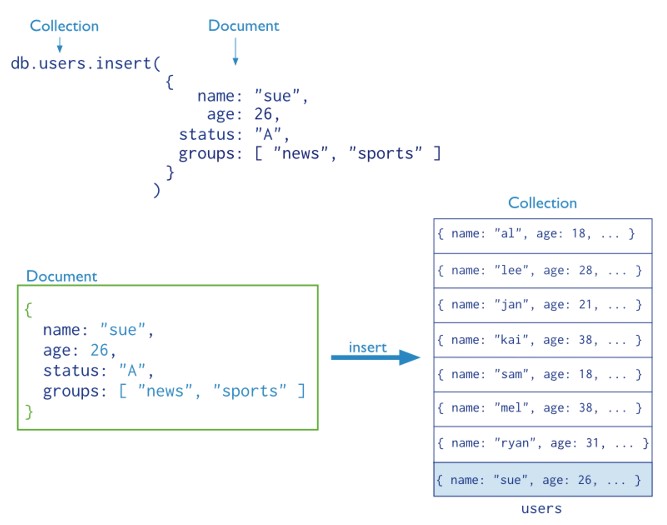 Collection Document
db.users.insert(
{
name: "sue",
age: 26,
status: "A",
groups: [ "news", "sports" ]
}
)
Document
{
name: "sue",
age: 26,
status: "A",
groups: [ "news", "sports" ]
}
insert
Collection
{ name: "al", age: 18, ... }
{ name: "lee", age: 28, ... }
{ name: "jan", age: 21, ... }
{ name: "kai", age: 38, ... }
{ name: "sam", age: 18, ... }
{ name: "mel", age: 38, ... }
{ name: "ryan", age: 31, ... }
{ name: "sue", age: 26, ... }
users